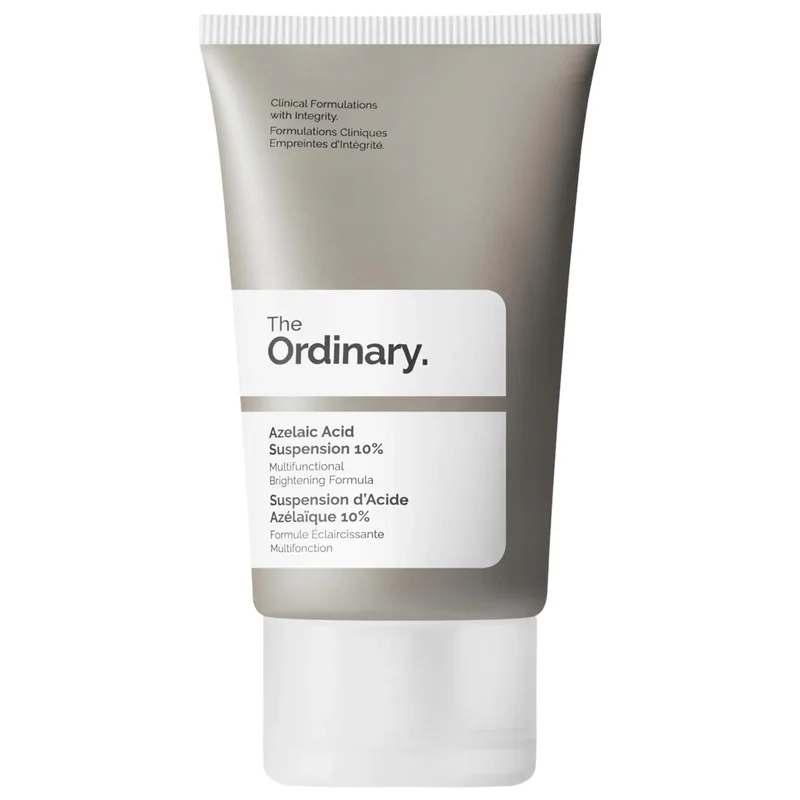 Clinical Formulations
with Integrity.
Formulations Cliniques
Empreintes d'Intégrité.
The
Ordinary.
Azelaic Acid
Suspension 10%
Multifunctional
Brightening Formula
Suspension d'Acide
Azélaïque 10%
Formule Éclaircissante
Multifonction